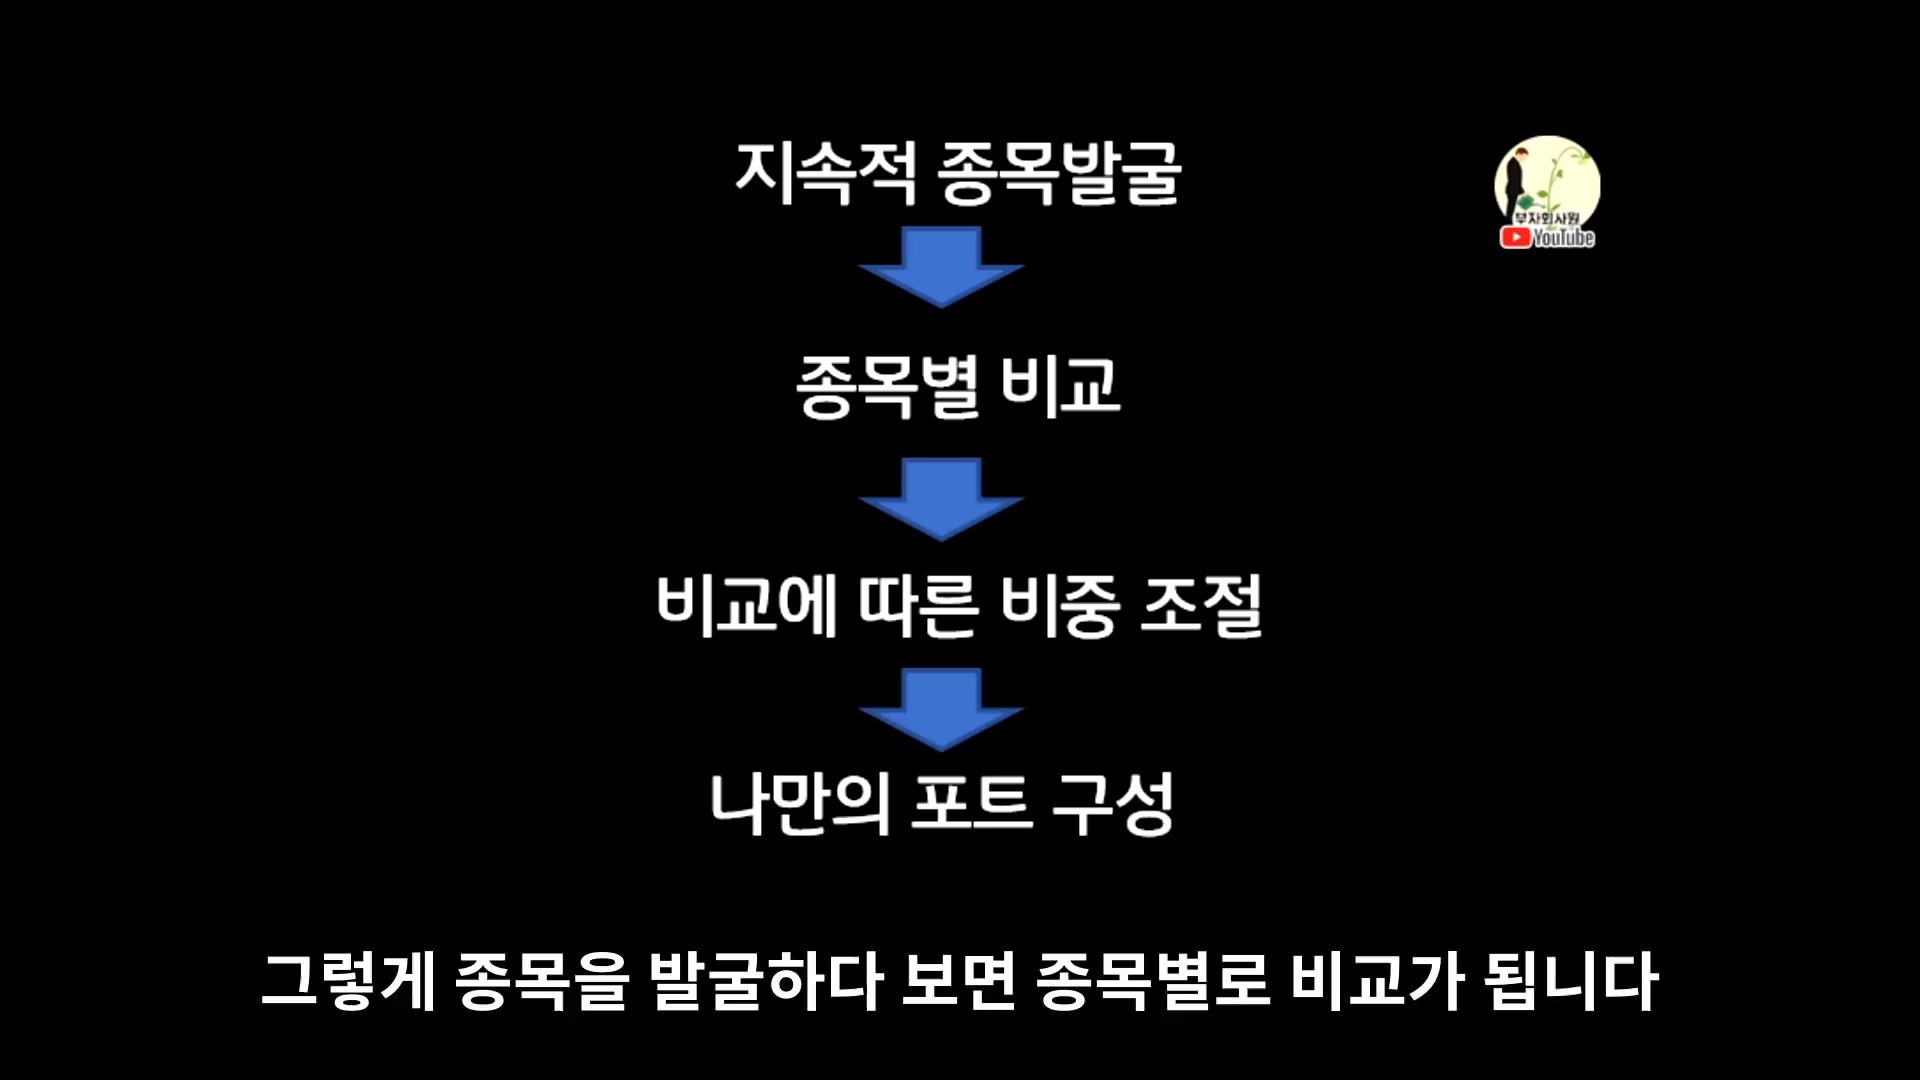 지속적 종목발굴
부자회사원
YouTube
종목별 비교
비교에 따른 비중 조절
나만의 포트 구성
그렇게 종목을 발굴하다 보면 종목별로 비교가 됩니다